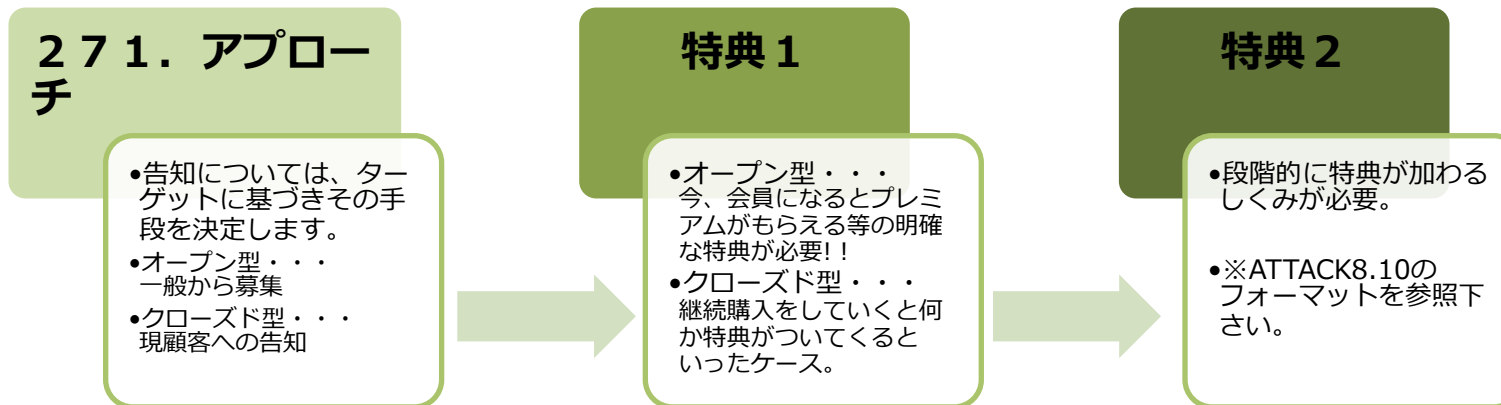 ２７１．アプロー
チ
•告知については、ター
ゲットに基づきその手
段を決定します。
•オープン型・・・
一般から募集
•クローズド型・・・
現顧客への告知
特典１
•オープン型・・・
今、会員になるとプレミ
アムがもらえる等の明確
な特典が必要!！
•クローズド型・・・
継続購入をしていくと何
か特典がついてくると
いったケース。
特典２
•段階的に特典が加わる
しくみが必要。
•※ATTACK8.10の
フォーマットを参照下
さい。